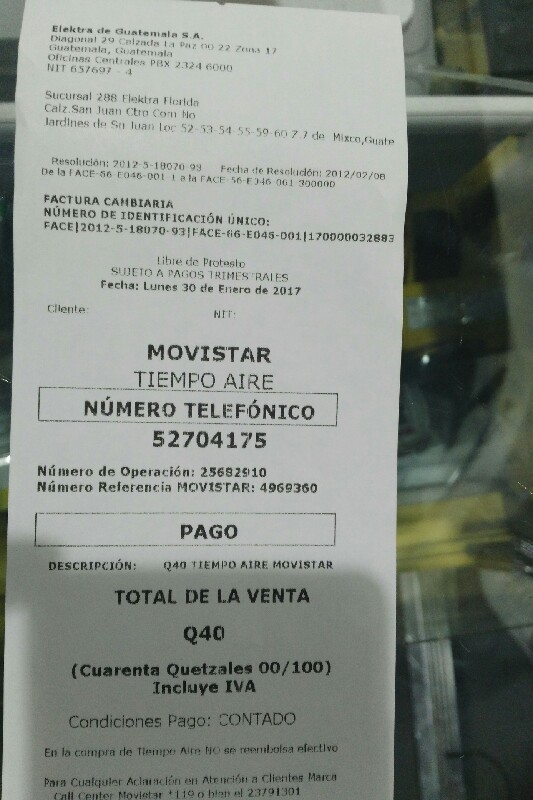 Elektra de Guatemala S.A.
Diagonal 29 Calzada La Paz 00 22 Zona 17
Guatemala, Guatemala
Oficinas Centrales PBX 2324 6000
NIT 657697 - 4
Sucursal 288 Elektra Florida
Calz.San Juan Ctro Com No
Jardines de Sn Juan Loc 52-53-54-55-59-60 Z.7 de Mixco,Guate
Resolución: 2012-5-18070-93 Fecha de Resolución: 2012/02/08
De la FACE-66-E046-001-1 a la FACE-66-E046-001-300000
FACTURA CAMBIARIA
NÚMERO DE IDENTIFICACIÓN ÚNICO:
FACE|2012-5-18070-93|FACE-66-E046-001|170000032883
Libre de Protesto
SUJETO A PAGOS TRIMESTRALES
Fecha: Lunes 30 de Enero de 2017
Cliente: NIT:
MOVISTAR
TIEMPO AIRE
NÚMERO TELEFÓNICO
52704175
Número de Operación: 25682910
Número Referencia MOVISTAR: 4969360
PAGO
DESCRIPCIÓN: Q40 TIEMPO AIRE MOVISTAR
TOTAL DE LA VENTA
Q40
(Cuarenta Quetzales 00/100)
Incluye IVA
Condiciones Pago: CONTADO
En la compra de Tiempo Aire NO se reembolsa efectivo
Para Cualquier Aclaración en Atención a Clientes Marca
Call Center Movistar *119 o bien el 23791301